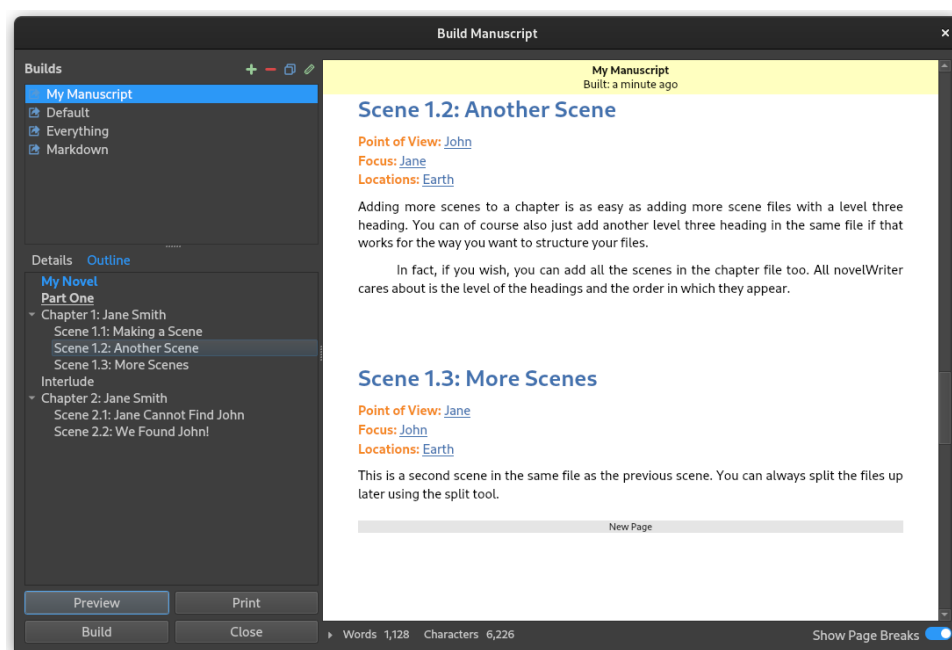 Build Manuscript
Builds
My Manuscript
Default
Everything
Markdown
Details Outline
My Novel
Part One
Chapter 1: Jane Smith
Scene 1.1: Making a Scene
Scene 1.2: Another Scene
Scene 1.3: More Scenes
Interlude
Chapter 2: Jane Smith
Scene 2.1: Jane Cannot Find John
Scene 2.2: We Found John!
Preview Print
Build Close
My Manuscript
Built: a minute ago
Scene 1.2: Another Scene
Point of View: John
Focus: Jane
Locations: Earth
Adding more scenes to a chapter is as easy as adding more scene files with a level three
heading. You can of course also just add another level three heading in the same file if that
works for the way you want to structure your files.
In fact, if you wish, you can add all the scenes in the chapter file too. All novelWriter
cares about is the level of the headings and the order in which they appear.
Scene 1.3: More Scenes
Point of View: Jane
Focus: John
Locations: Earth
This is a second scene in the same file as the previous scene. You can always split the files up
later using the split tool.
New Page
Words 1,128 Characters 6,226
Show Page Breaks